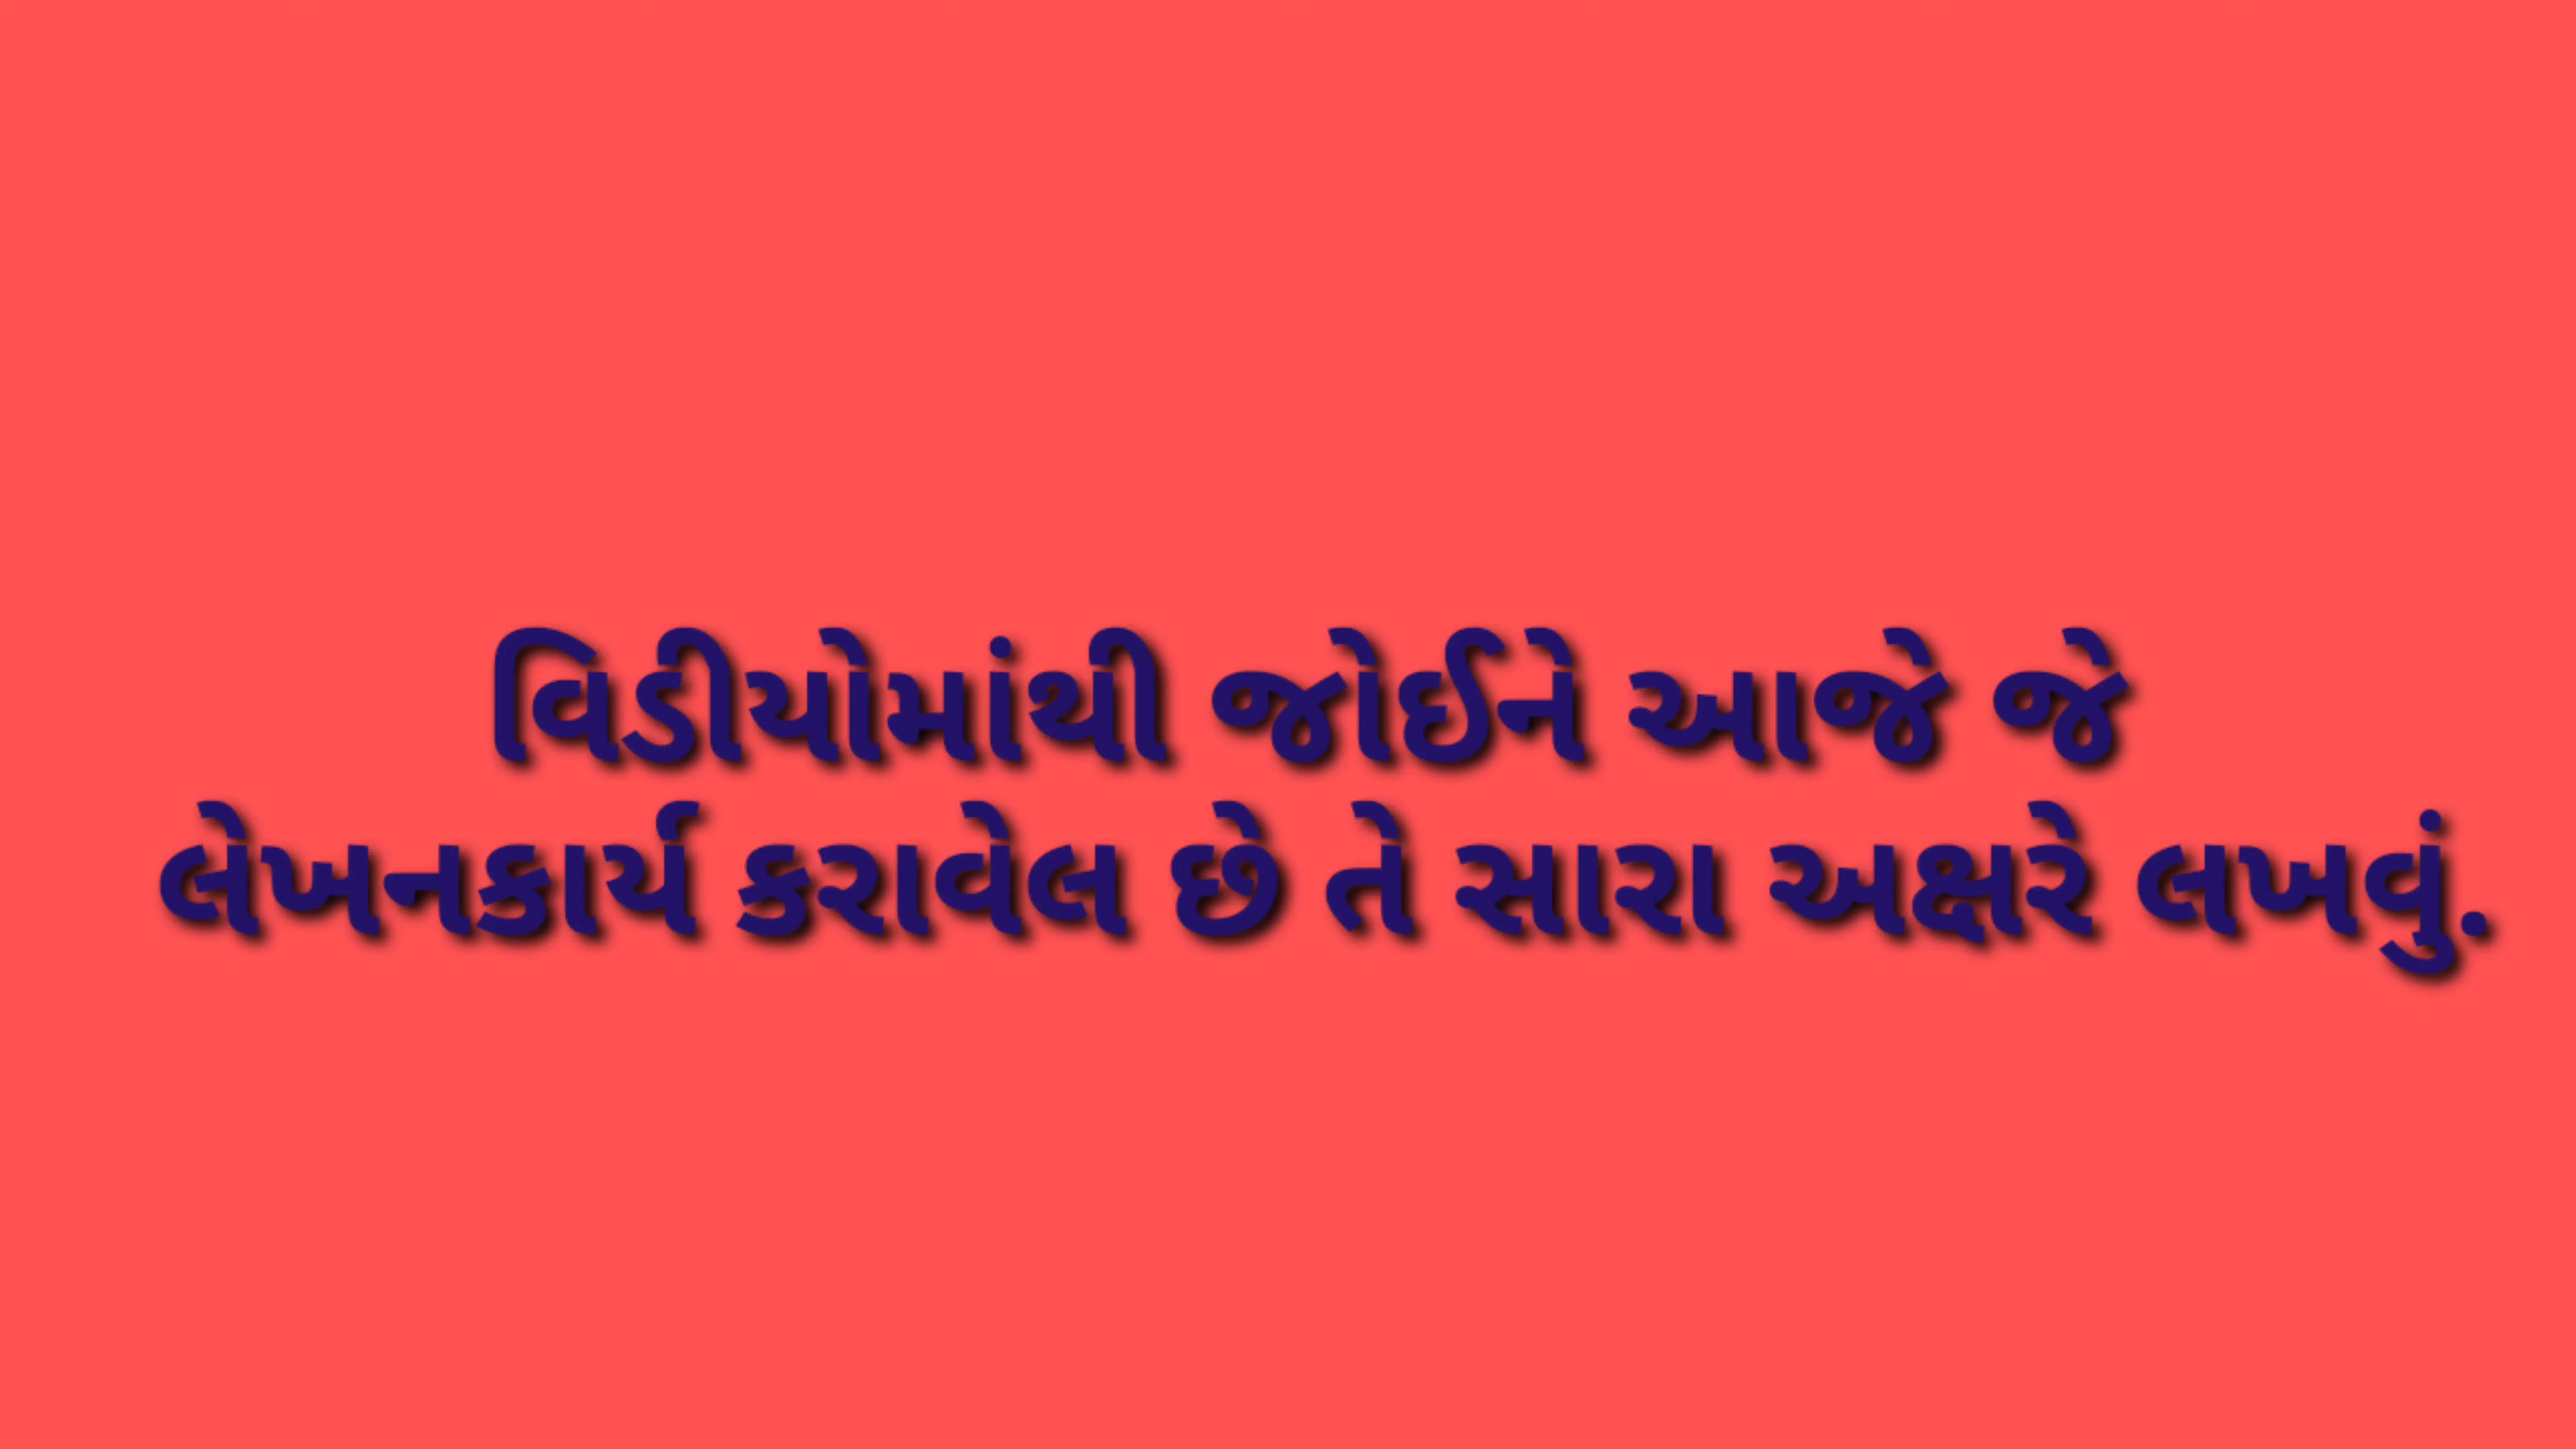 વિડીયોમાંથી જોઈને આજે જે
લેખનકાર્ય કરાવેલ છે તે સારા અક્ષરે લખવું.